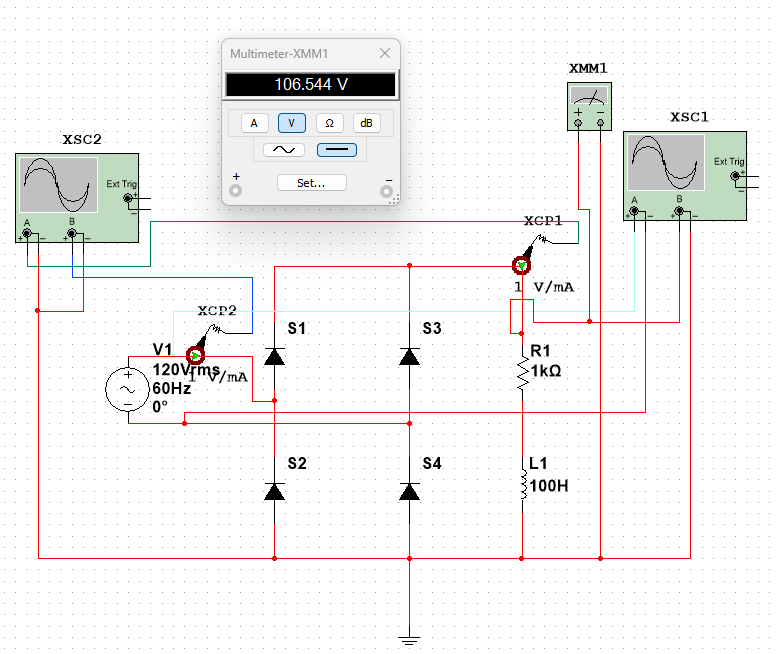 Multimeter-XMM1
106.544 V
A V Ω dB
+ Set... −
XMM1
+ −
XSC1
Ext Trig
+
−
A B
+ − + −
XSC2
Ext Trig
+
−
A B
+ − + −
XCP1
1 V/mA
XCP2
1 V/mA
V1
120Vrms
60Hz
0°
+
−
S1
S3
R1
1kΩ
S2
S4
L1
100H